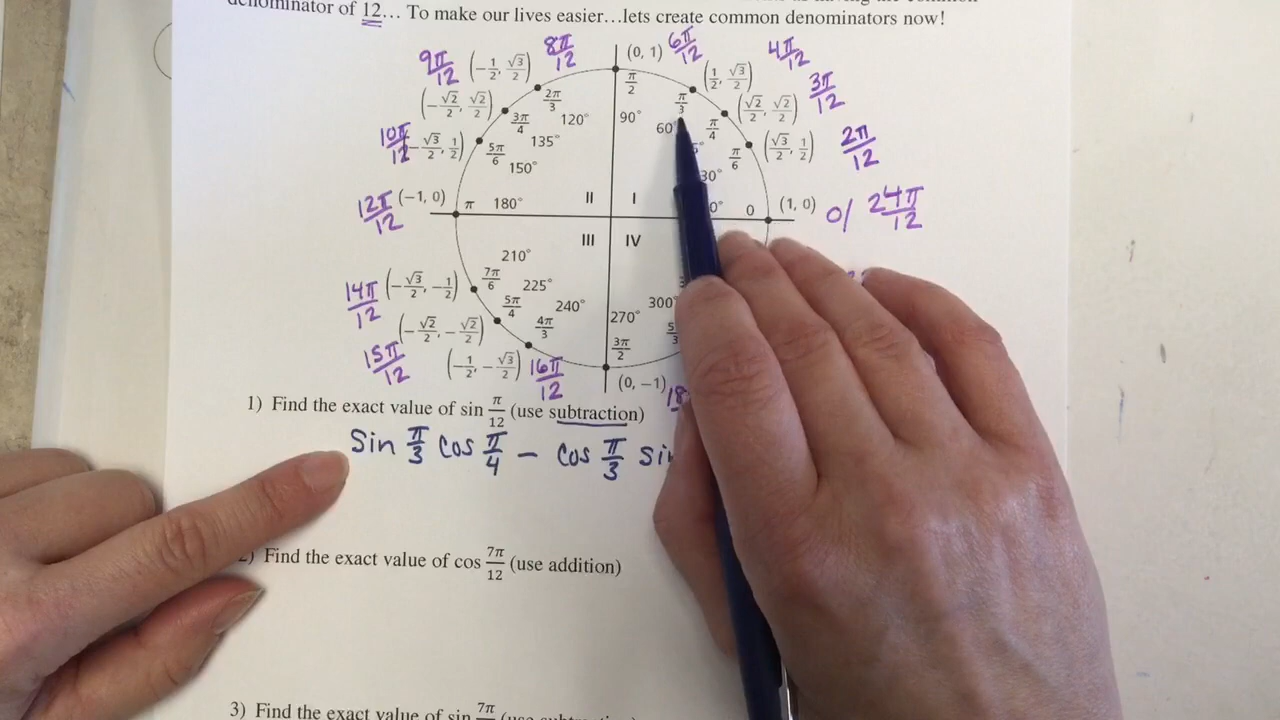 denominator of 12... To make our lives easier...lets create common denominators now!
9π/12 (-1/2, √3/2) 8π/12 (0, 1) 6π/12 (1/2, √3/2) 4π/12
(-√2/2, √2/2) 3π/4 2π/3 120° π/2 90° π/3 60° π/4 (√2/2, √2/2) 3π/12
10π/12 -√3/2, 1/2) 5π/6 135° 150° π/6 30° (√3/2, 1/2) 2π/12
12π/12 (-1, 0) π 180° II I 0° 0 (1, 0) 0/ 24π/12
III IV
14π/12 (-√3/2, -1/2) 7π/6 210° 225°
(-√2/2, -√2/2) 5π/4 240° 270° 300°
15π/12 (-1/2, -√3/2) 4π/3 16π/12 3π/2 (0, -1) 18
1) Find the exact value of sin π/12 (use subtraction)
Sin π/3 Cos π/4 - Cos π/3
2) Find the exact value of cos 7π/12 (use addition)
3) Find the exact value of sin 7π